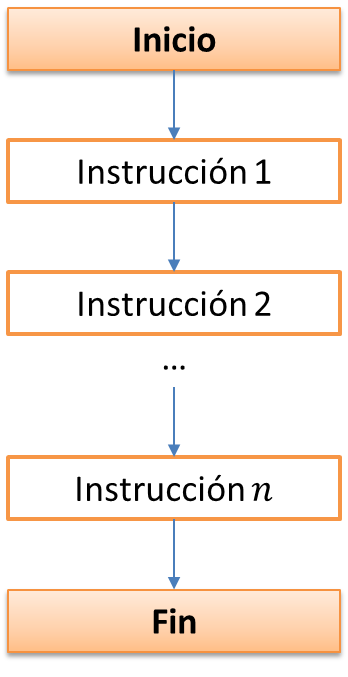 Inicio
Instrucción 1
Instrucción 2
...
Instrucción n
Fin